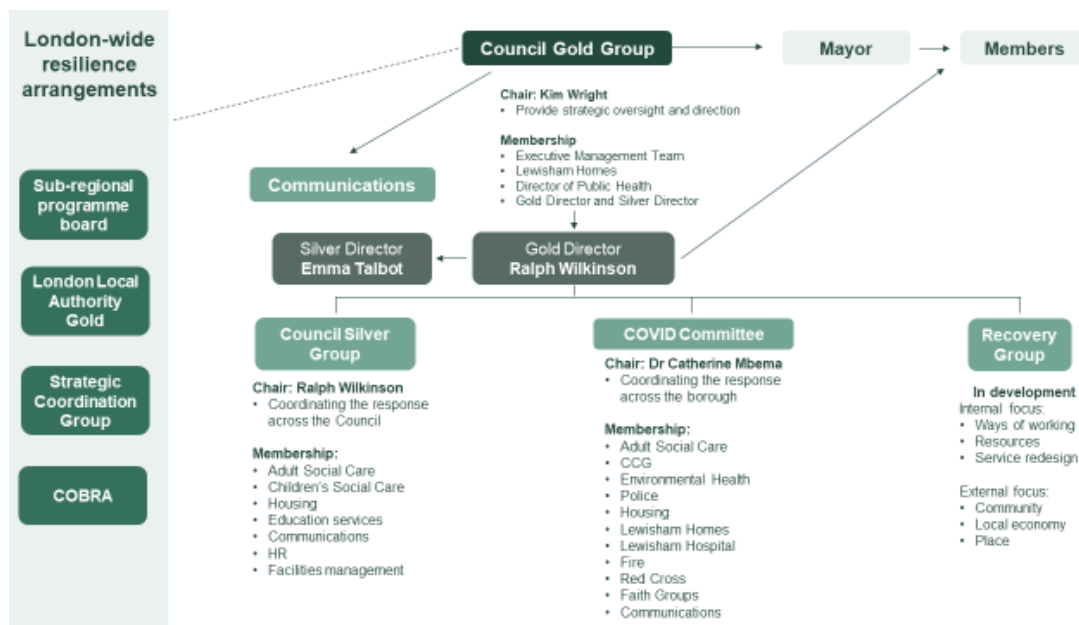 London-wide
resilience
arrangements
Sub-regional
programme
board
London Local
Authority
Gold
Strategic
Coordination
Group
COBRA
Council Gold Group
Mayor
Members
Chair: Kim Wright
• Provide strategic oversight and direction
Membership
• Executive Management Team
• Lewisham Homes
• Director of Public Health
• Gold Director and Silver Director
Communications
Silver Director
Emma Talbot
Gold Director
Ralph Wilkinson
Council Silver
Group
Chair: Ralph Wilkinson
• Coordinating the response
across the Council
Membership:
• Adult Social Care
• Children's Social Care
• Housing
• Education services
• Communications
• HR
• Facilities management
COVID Committee
Chair: Dr Catherine Mbema
• Coordinating the response
across the borough
Membership:
• Adult Social Care
• CCG
• Environmental Health
• Police
• Housing
• Lewisham Homes
• Lewisham Hospital
• Fire
• Red Cross
• Faith Groups
• Communications
Recovery
Group
In development
Internal focus:
• Ways of working
• Resources
• Service redesign
External focus:
• Community
• Local economy
• Place